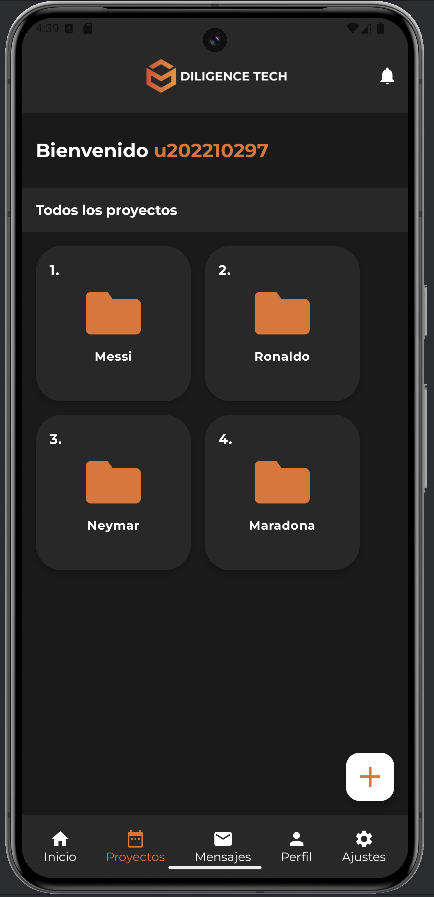 4:39
DILIGENCE TECH
Bienvenido u202210297
Todos los proyectos
1.
Messi
2.
Ronaldo
3.
Neymar
4.
Maradona
Inicio
Proyectos
Mensajes
Perfil
Ajustes